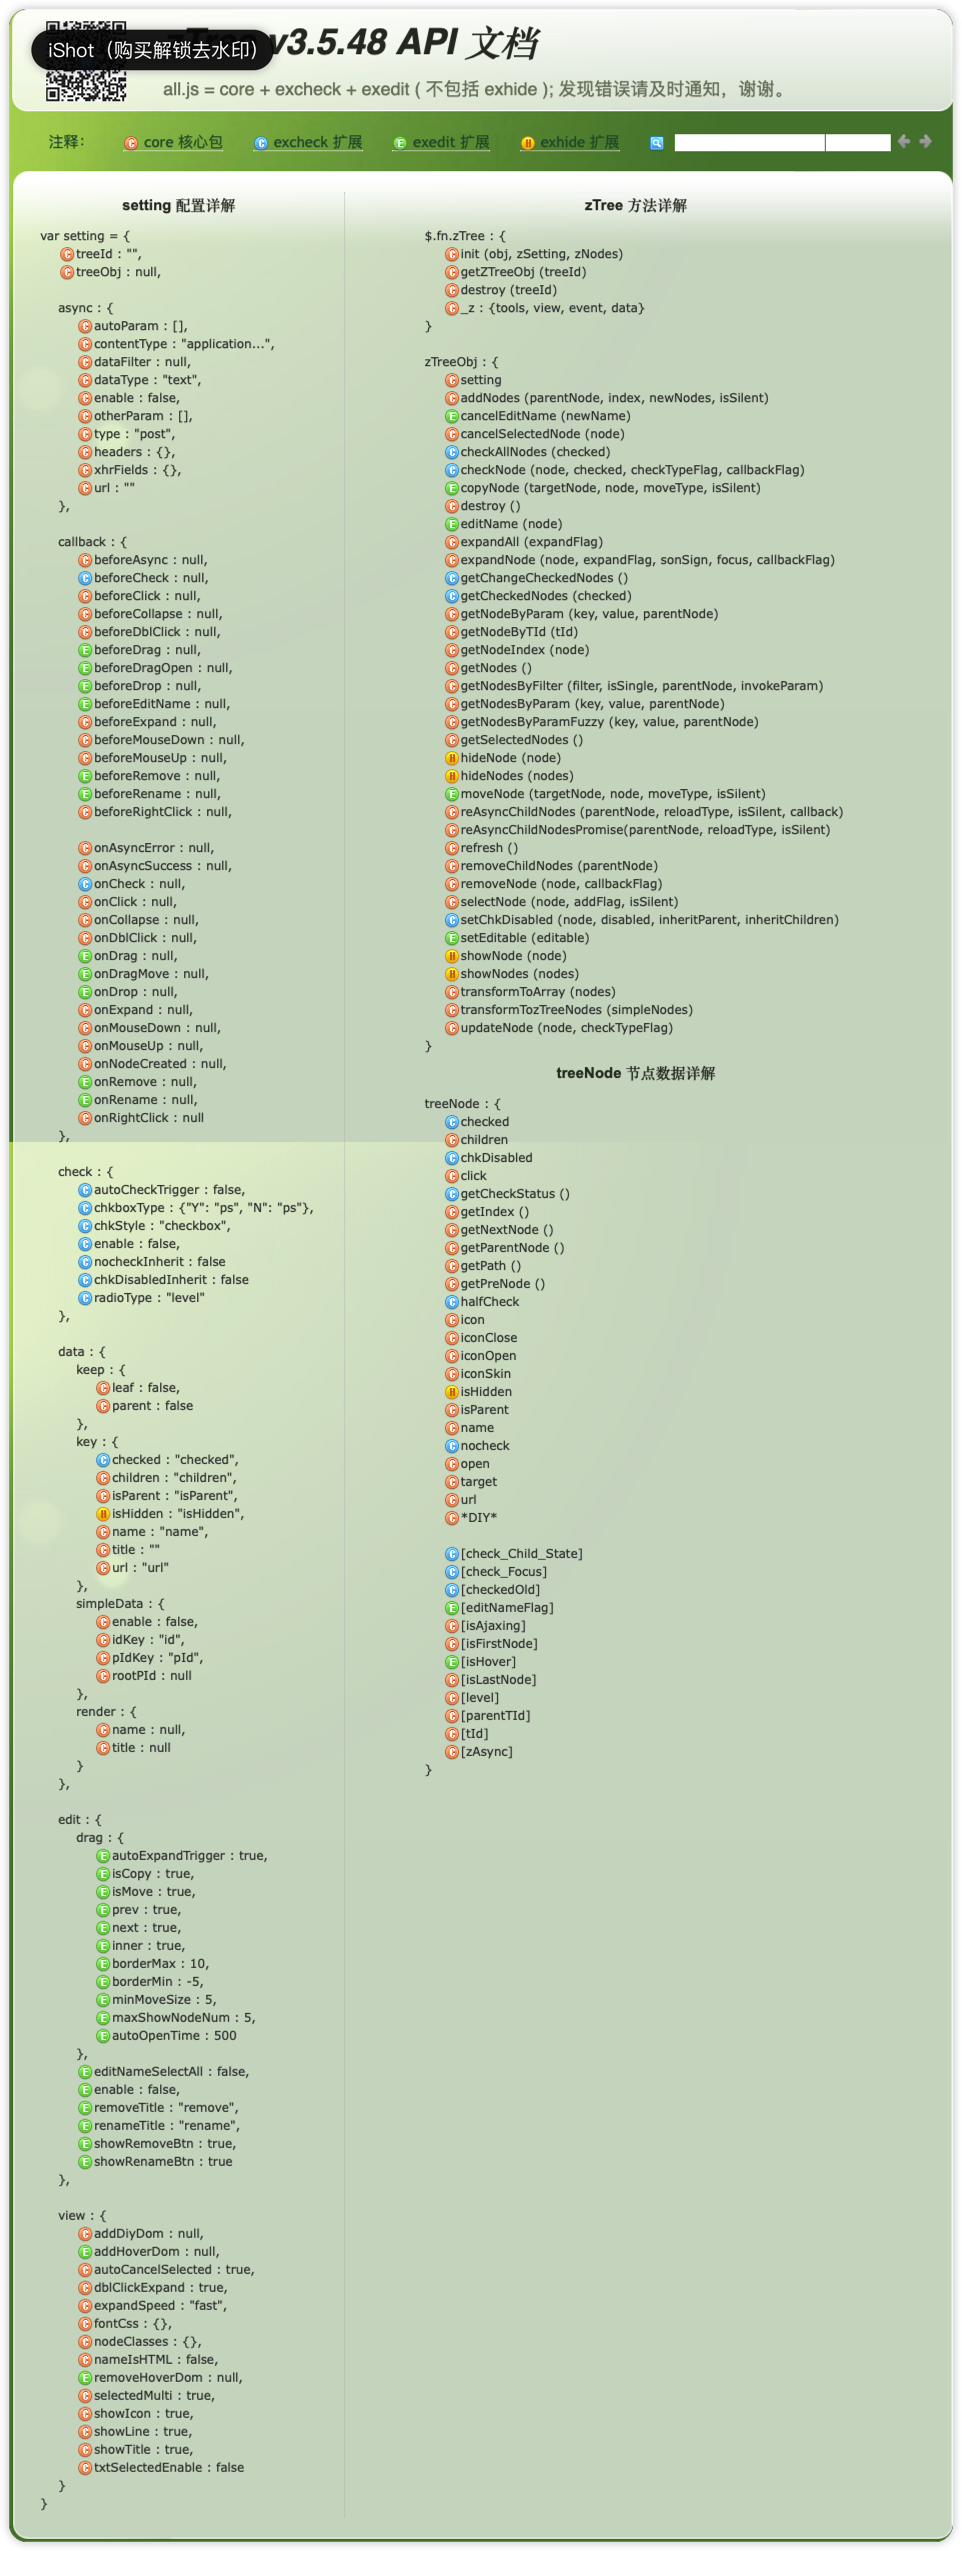 zTree v3.5.48 API 文档
iShot（购买解锁去水印）
all.js = core + excheck + exedit ( 不包括 exhide ); 发现错误请及时通知，谢谢。
注释： core 核心包 excheck 扩展 exedit 扩展 exhide 扩展
setting 配置详解
var setting = {
treeId : "",
treeObj : null,
async : {
autoParam : [],
contentType : "application...",
dataFilter : null,
dataType : "text",
enable : false,
otherParam : [],
type : "post",
headers : {},
xhrFields : {},
url : ""
},
callback : {
beforeAsync : null,
beforeCheck : null,
beforeClick : null,
beforeCollapse : null,
beforeDblClick : null,
beforeDrag : null,
beforeDragOpen : null,
beforeDrop : null,
beforeEditName : null,
beforeExpand : null,
beforeMouseDown : null,
beforeMouseUp : null,
beforeRemove : null,
beforeRename : null,
beforeRightClick : null,
onAsyncError : null,
onAsyncSuccess : null,
onCheck : null,
onClick : null,
onCollapse : null,
onDblClick : null,
onDrag : null,
onDragMove : null,
onDrop : null,
onExpand : null,
onMouseDown : null,
onMouseUp : null,
onNodeCreated : null,
onRemove : null,
onRename : null,
onRightClick : null
},
check : {
autoCheckTrigger : false,
chkboxType : {"Y": "ps", "N": "ps"},
chkStyle : "checkbox",
enable : false,
nocheckInherit : false
chkDisabledInherit : false
radioType : "level"
},
data : {
keep : {
leaf : false,
parent : false
},
key : {
checked : "checked",
children : "children",
isParent : "isParent",
isHidden : "isHidden",
name : "name",
title : ""
url : "url"
},
simpleData : {
enable : false,
idKey : "id",
pIdKey : "pId",
rootPId : null
},
render : {
name : null,
title : null
}
},
edit : {
drag : {
autoExpandTrigger : true,
isCopy : true,
isMove : true,
prev : true,
next : true,
inner : true,
borderMax : 10,
borderMin : -5,
minMoveSize : 5,
maxShowNodeNum : 5,
autoOpenTime : 500
},
editNameSelectAll : false,
enable : false,
removeTitle : "remove",
renameTitle : "rename",
showRemoveBtn : true,
showRenameBtn : true
},
view : {
addDiyDom : null,
addHoverDom : null,
autoCancelSelected : true,
dblClickExpand : true,
expandSpeed : "fast",
fontCss : {},
nodeClasses : {},
nameIsHTML : false,
removeHoverDom : null,
selectedMulti : true,
showIcon : true,
showLine : true,
showTitle : true,
txtSelectedEnable : false
}
}
zTree 方法详解
$.fn.zTree : {
init (obj, zSetting, zNodes)
getZTreeObj (treeId)
destroy (treeId)
_z : {tools, view, event, data}
}
zTreeObj : {
setting
addNodes (parentNode, index, newNodes, isSilent)
cancelEditName (newName)
cancelSelectedNode (node)
checkAllNodes (checked)
checkNode (node, checked, checkTypeFlag, callbackFlag)
copyNode (targetNode, node, moveType, isSilent)
destroy ()
editName (node)
expandAll (expandFlag)
expandNode (node, expandFlag, sonSign, focus, callbackFlag)
getChangeCheckedNodes ()
getCheckedNodes (checked)
getNodeByParam (key, value, parentNode)
getNodeByTId (tId)
getNodeIndex (node)
getNodes ()
getNodesByFilter (filter, isSingle, parentNode, invokeParam)
getNodesByParam (key, value, parentNode)
getNodesByParamFuzzy (key, value, parentNode)
getSelectedNodes ()
hideNode (node)
hideNodes (nodes)
moveNode (targetNode, node, moveType, isSilent)
reAsyncChildNodes (parentNode, reloadType, isSilent, callback)
reAsyncChildNodesPromise(parentNode, reloadType, isSilent)
refresh ()
removeChildNodes (parentNode)
removeNode (node, callbackFlag)
selectNode (node, addFlag, isSilent)
setChkDisabled (node, disabled, inheritParent, inheritChildren)
setEditable (editable)
showNode (node)
showNodes (nodes)
transformToArray (nodes)
transformTozTreeNodes (simpleNodes)
updateNode (node, checkTypeFlag)
}
treeNode 节点数据详解
treeNode : {
checked
children
chkDisabled
click
getCheckStatus ()
getIndex ()
getNextNode ()
getParentNode ()
getPath ()
getPreNode ()
halfCheck
icon
iconClose
iconOpen
iconSkin
isHidden
isParent
name
nocheck
open
target
url
*DIY*
[check_Child_State]
[check_Focus]
[checkedOld]
[editNameFlag]
[isAjaxing]
[isFirstNode]
[isHover]
[isLastNode]
[level]
[parentTId]
[tId]
[zAsync]
}